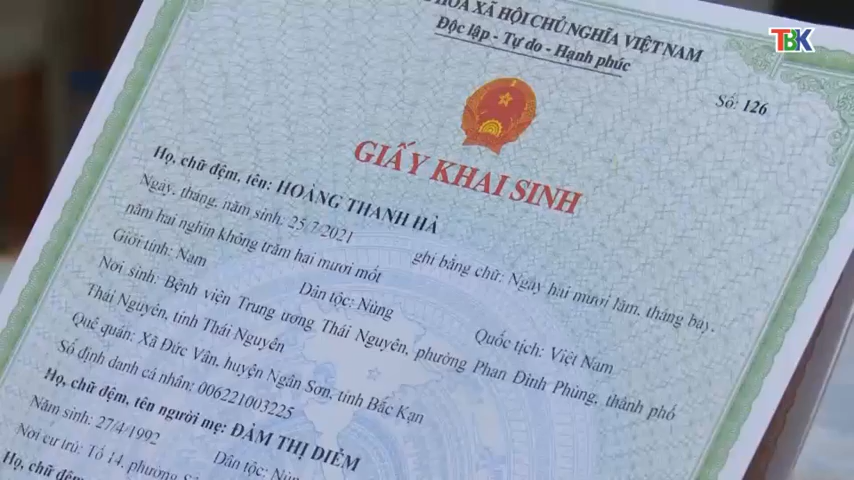 HÒA XÃ HỘI CHỦ NGHĨA VIỆT NAM
Độc lập - Tự do - Hạnh phúc
TBK
Số: 126
GIẤY KHAI SINH
Họ, chữ đệm, tên: HOÀNG THANH HÀ
Ngày, tháng, năm sinh: 25/7/2021 ghi bằng chữ: Ngày hai mươi lăm, tháng bảy,
năm hai nghìn không trăm hai mươi mốt
Giới tính: Nam Dân tộc: Nùng Quốc tịch: Việt Nam
Nơi sinh: Bệnh viện Trung ương Thái Nguyên, phường Phan Đình Phùng, thành phố
Thái Nguyên, tỉnh Thái Nguyên
Quê quán: Xã Đức Vân, huyện Ngân Sơn, tỉnh Bắc Kạn
Số định danh cá nhân: 006221003225
Họ, chữ đệm, tên người mẹ: ĐÀM THỊ DIỄM
Năm sinh: 27/4/1992 Dân tộc: Nùng
Nơi cư trú: Tổ 14, phường
Họ, chữ đệm